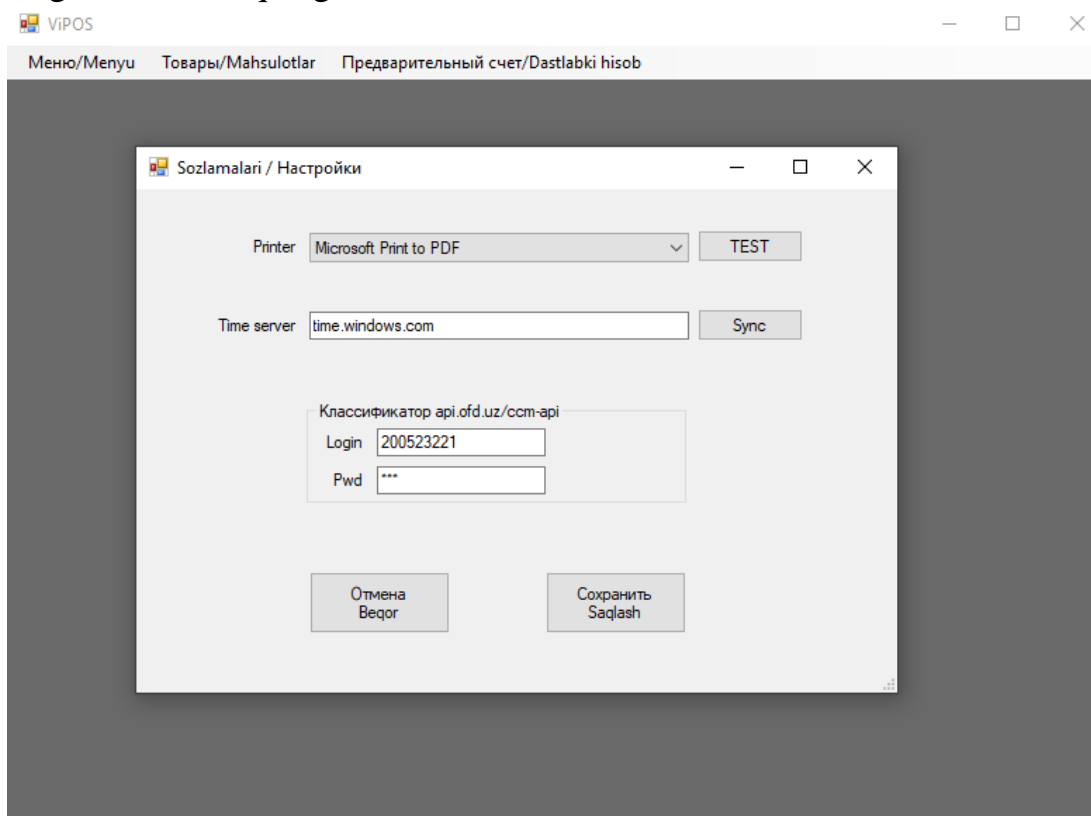 ViPOS
Меню/Menyu Товары/Mahsulotlar Предварительный счет/Dastlabki hisob
Sozlamalari / Настройки
Printer Microsoft Print to PDF TEST
Time server time.windows.com Sync
Классификатор api.ofd.uz/ccm-api
Login 200523221
Pwd ***
Отмена Сохранить
Beqor Saqlash